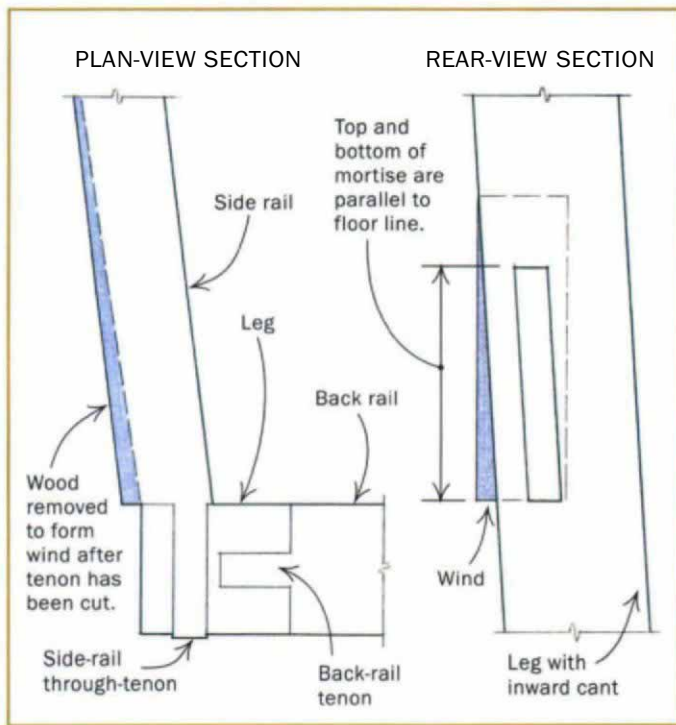 PLAN-VIEW SECTION
REAR-VIEW SECTION
Top and
bottom of
mortise are
parallel to
floor line.
Side rail
Leg
Back rail
Wood
removed
to form
wind after
tenon has
been cut.
Wind
Side-rail
through-tenon
Back-rail
tenon
Leg with
inward cant